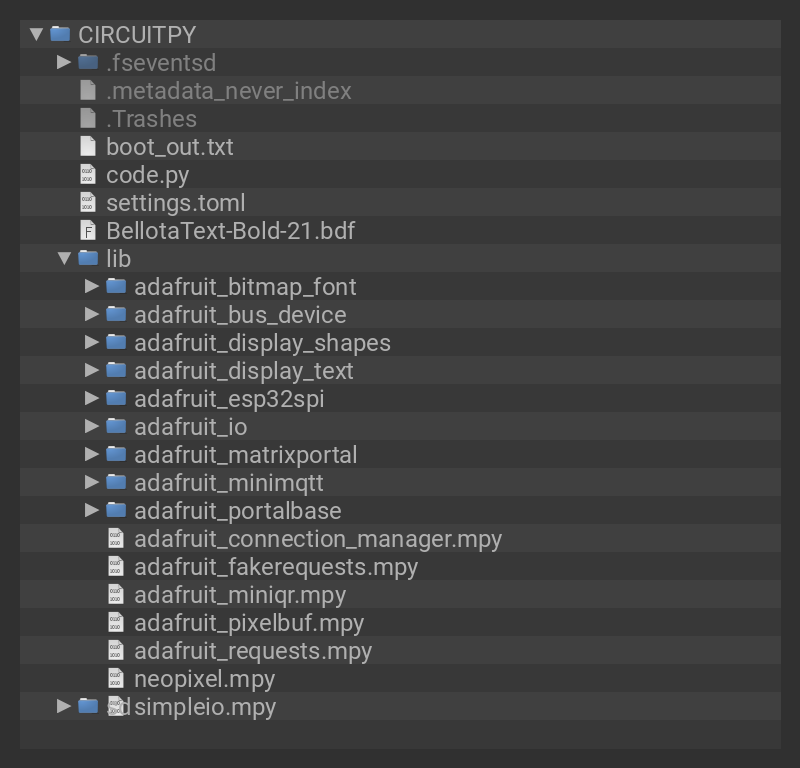 CIRCUITPY
.fseventsd
.metadata_never_index
.Trashes
boot_out.txt
code.py
settings.toml
BellotaText-Bold-21.bdf
lib
adafruit_bitmap_font
adafruit_bus_device
adafruit_display_shapes
adafruit_display_text
adafruit_esp32spi
adafruit_io
adafruit_matrixportal
adafruit_minimqtt
adafruit_portalbase
adafruit_connection_manager.mpy
adafruit_fakerequests.mpy
adafruit_miniqr.mpy
adafruit_pixelbuf.mpy
adafruit_requests.mpy
neopixel.mpy
simpleio.mpy